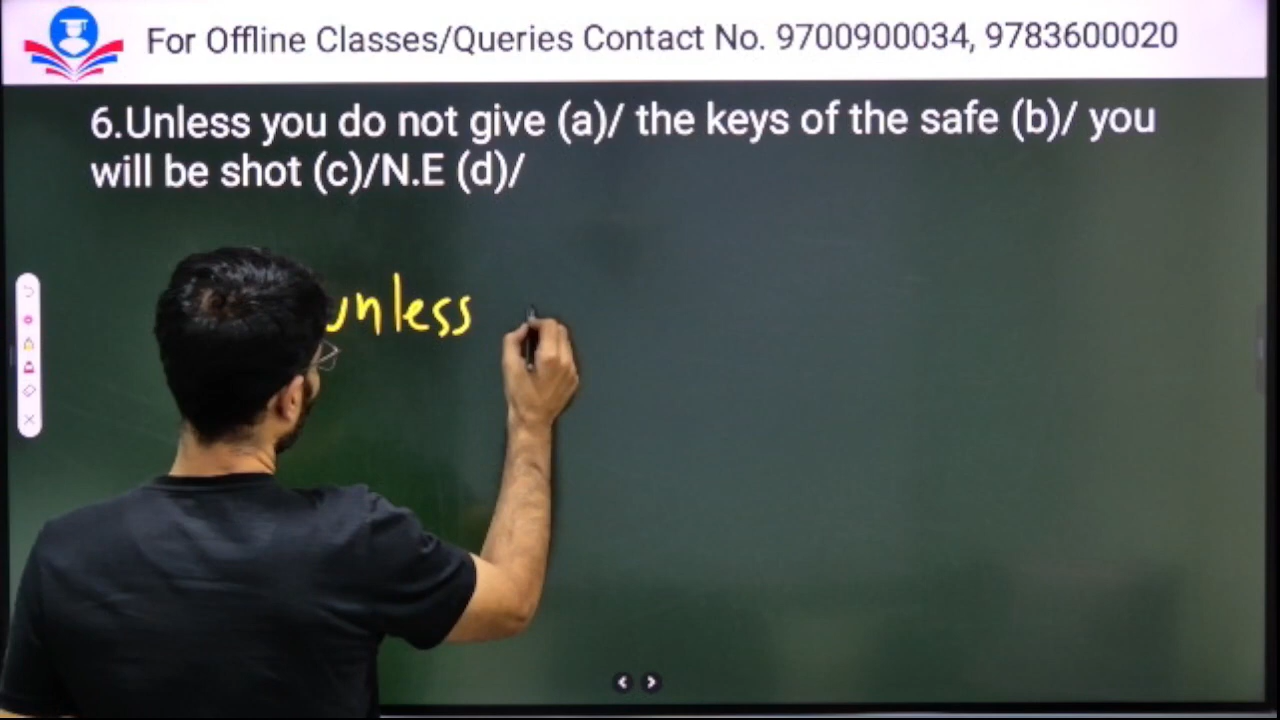 For Offline Classes/Queries Contact No. 9700900034, 9783600020
6.Unless you do not give (a)/ the keys of the safe (b)/ you
will be shot (c)/N.E (d)/
unless